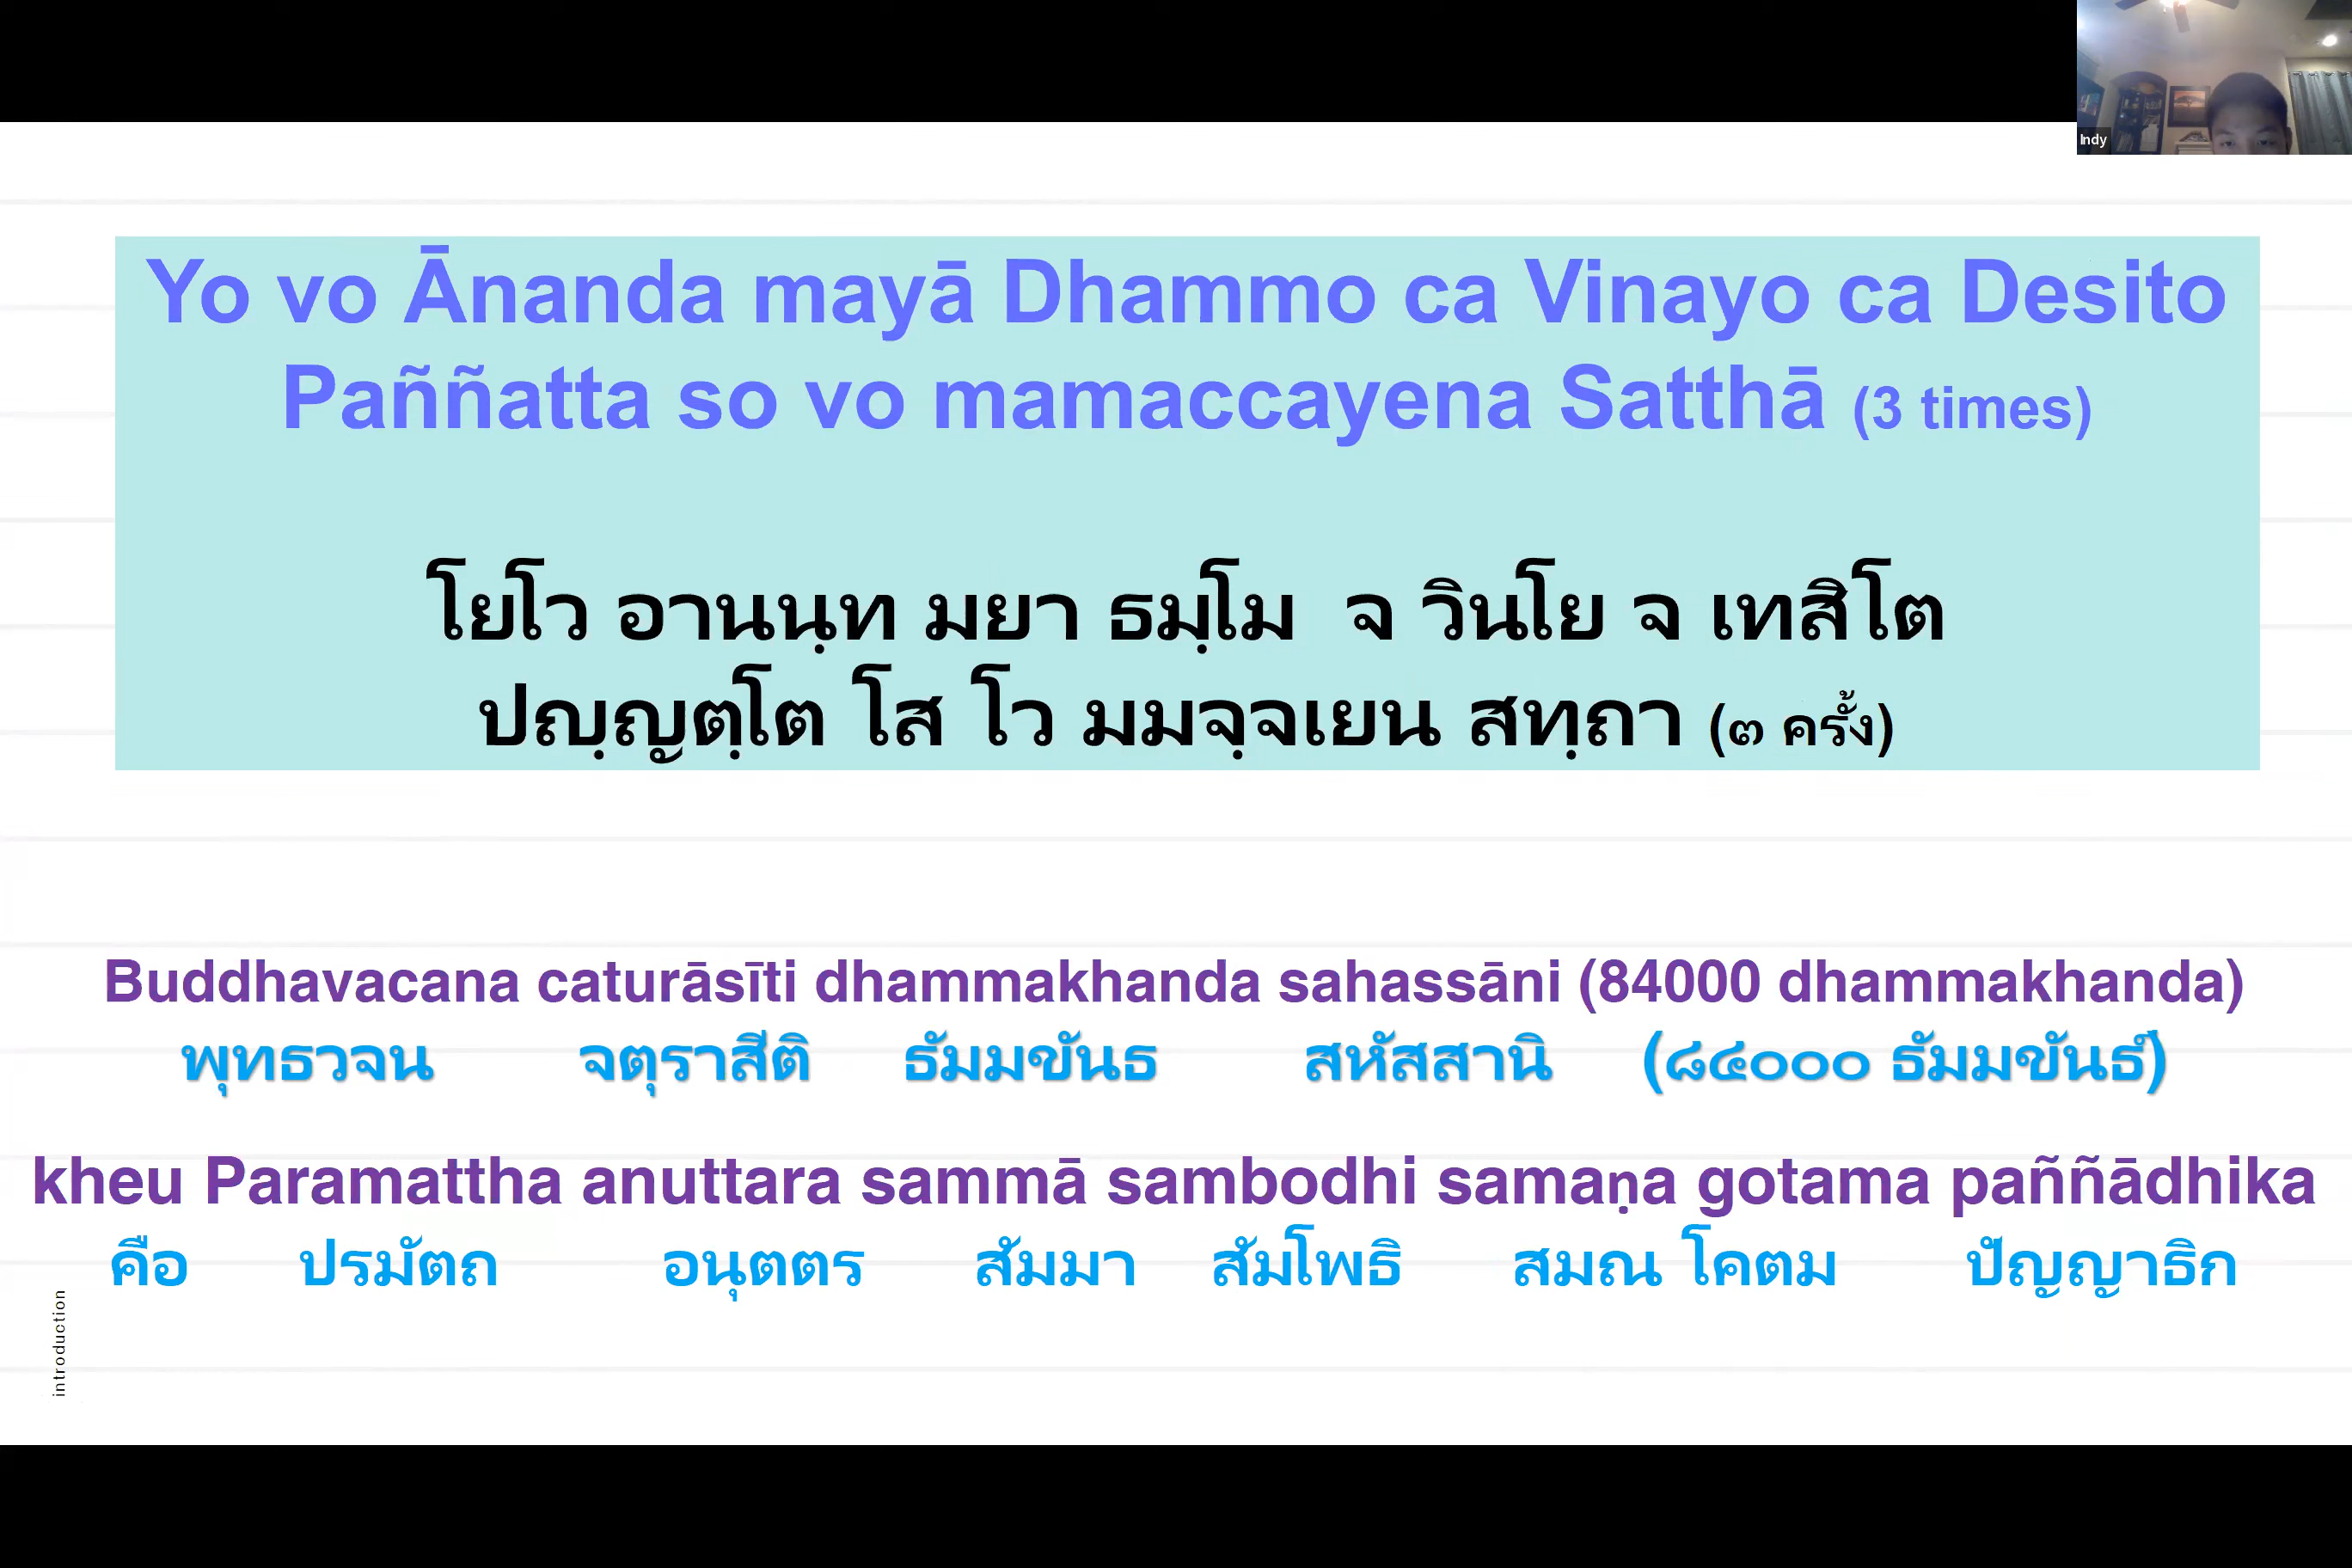 Indy
Yo vo Ānanda mayā Dhammo ca Vinayo ca Desito
Paññatta so vo mamaccayena Satthā (3 times)
โยโว อานนฺท มยา ธมฺโม จ วินโย จ เทสิโต
ปญฺญตฺโต โส โว มมจฺจเยน สทฺถา (๓ ครั้ง)
Buddhavacana caturāsīti dhammakhanda sahassāni (84000 dhammakhanda)
พุทธวจน จตุราสีติ ธัมมขันธ สหัสสานิ (๘๔๐๐๐ ธัมมขันธ์)
kheu Paramattha anuttara sammā sambodhi samaṇa gotama paññādhika
คือ ปรมัตถ อนุตตร สัมมา สัมโพธิ สมณ โคตม ปัญญาธิก
introduction